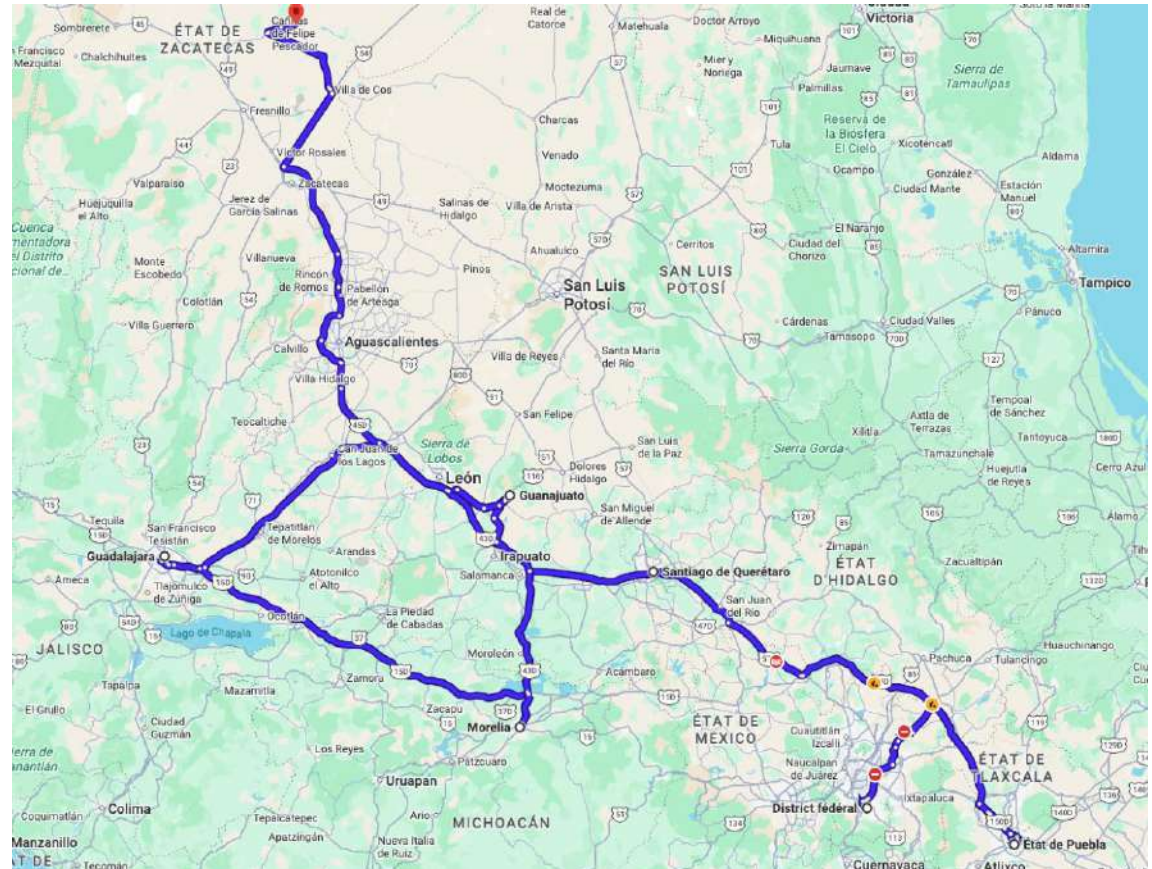 Sombrerete
ÉTAT DE
ZACATECAS
Cañitas
de Felipe
Pescador
Real de
Catorce
Matehuala
Doctor Arroyo
Victoria
Francisco
Mezquital
Chalchihuites
Miquihuana
Mier y
Noriega
Jaumave
Palmillas
Sierra de
Tamaulipas
Villa de Cos
Fresnillo
Charcas
Reserva de
la Biosfera
El Cielo
Víctor Rosales
Venado
Tula
Xicoténcatl
Aldama
Zacatecas
Valparaíso
Moctezuma
Ocampo
González
Ciudad Mante
Estación
Manuel
Huejuquilla
el Alto
Jerez de
García Salinas
Salinas de
Hidalgo
Villa de Arista
Cuenca
El Naranjo
Monte
Escobedo
Villanueva
Ahualulco
Cerritos
Ciudad del
Chorizo
Altamira
Rincón
de Romos
Pabellón
de Arteaga
Pinos
San Luis
Potosí
SAN LUIS
POTOSÍ
Tampico
Colotlán
Villa Guerrero
Cárdenas
Ciudad Valles
Tamasopo
Pánuco
Calvillo
Aguascalientes
Villa de Reyes
Santa Maria
del Río
Villa Hidalgo
Teocaltiche
San Felipe
Axtla de
Terrazas
Tempoal
de Sánchez
Xilitla
Tantoyuca
San Juan de
los Lagos
Sierra de
Lobos
San Luis
de la Paz
Sierra Gorda
Tamazunchale
Cerro Azul
León
Dolores
Hidalgo
Huejutla
de Reyes
Guanajuato
Tequila
San Francisco
Tesistán
Tepatitlán
de Morelos
San Miguel
de Allende
Álamo
Guadalajara
Arandas
Irapuato
Zimapán
Ameca
Tlajomulco
de Zúñiga
Atotonilco
el Alto
Salamanca
Santiago de Querétaro
ÉTAT
D'HIDALGO
Zacualtipán
Ocotlán
La Piedad
de Cabadas
San Juan
del Río
JALISCO
Lago de Chapala
Moroleón
Huauchinango
Tapalpa
Mazamitla
Zamora
Acámbaro
Pachuca
Tulancingo
El Grullo
Ciudad
Guzmán
Zacapu
Morelia
ÉTAT DE
MEXICO
Cuautitlán
Izcalli
Los Reyes
Pátzcuaro
Naucalpan
de Juárez
ÉTAT DE
TLAXCALA
Uruapan
District fédéral
Ixtapaluca
Colima
Coquimatlán
Tepalcatepec
Ario
MICHOACÁN
État de Puebla
Manzanillo
Apatzingán
Nueva Italia
de Ruiz
Cuernavaca
Atlixco
Tecomán